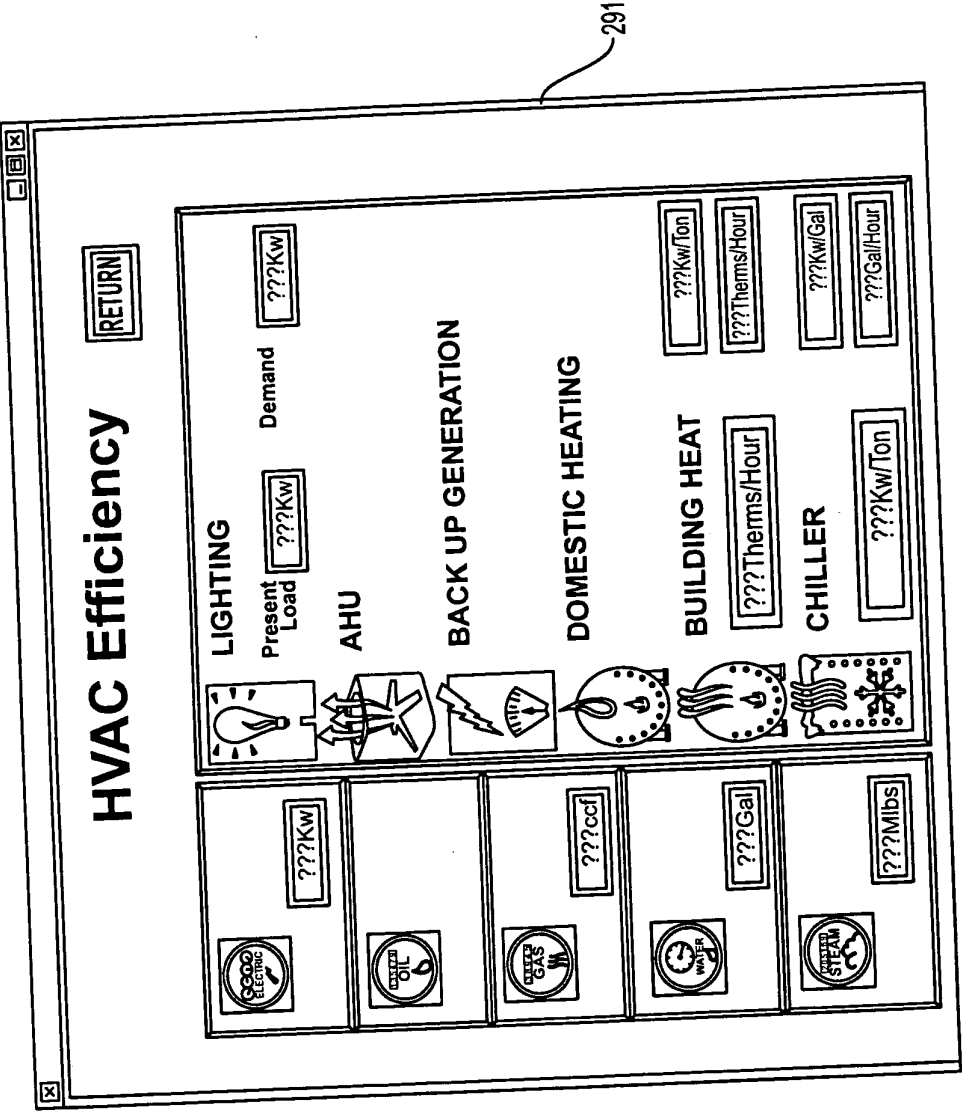 HVAC Efficiency
RETURN
ELECTRIC
???Kw
OIL
GAS
???ccf
WATER
???Gal
STEAM
???Mlbs
LIGHTING
Present Load
???Kw
Demand
???Kw
AHU
BACK UP GENERATION
DOMESTIC HEATING
BUILDING HEAT
???Therms/Hour
???Kw/Ton
???Therms/Hour
CHILLER
???Kw/Ton
???Kw/Gal
???Gal/Hour
291